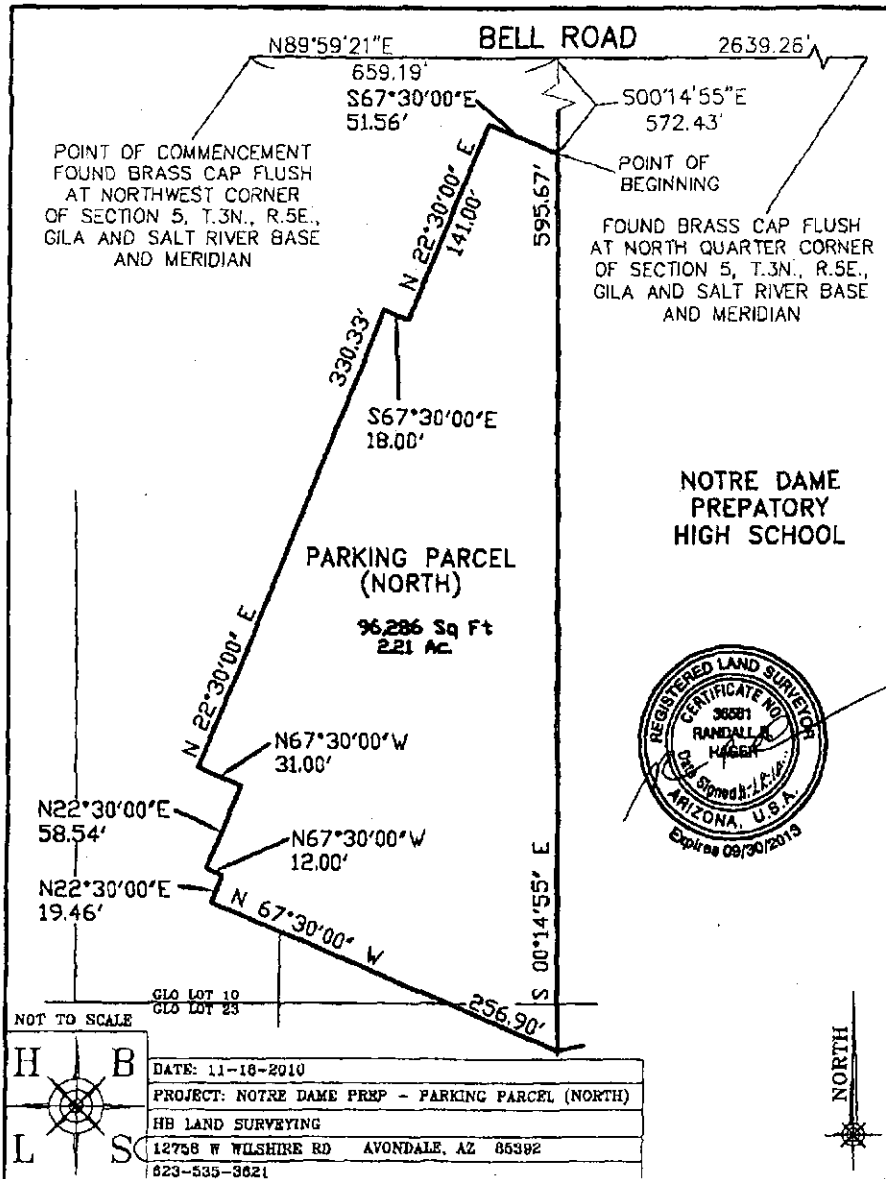 BELL ROAD
N89°59'21"E
659.19'
2639.26'
S67°30'00"E
51.56'
S00°14'55"E
572.43'
POINT OF COMMENCEMENT
FOUND BRASS CAP FLUSH
AT NORTHWEST CORNER
OF SECTION 5, T.3N., R.5E.,
GILA AND SALT RIVER BASE
AND MERIDIAN
POINT OF
BEGINNING
FOUND BRASS CAP FLUSH
AT NORTH QUARTER CORNER
OF SECTION 5, T.3N., R.5E.,
GILA AND SALT RIVER BASE
AND MERIDIAN
N 22°30'00" E
141.00'
595.67'
330.33'
S67°30'00"E
18.00'
NOTRE DAME
PREPATORY
HIGH SCHOOL
PARKING PARCEL
(NORTH)
96,286 Sq Ft
2.21 Ac.
N 22°30'00" E
REGISTERED LAND SURVEYOR
CERTIFICATE NO.
36581
RANDALL
HAGER
Date Signed
ARIZONA, U.S.A.
Expires 09/30/2013
N67°30'00"W
31.00'
N22°30'00"E
58.54'
N67°30'00"W
12.00'
N22°30'00"E
19.46'
N 67°30'00" W
256.90'
S 00°14'55" E
GLO LOT 10
GLO LOT 23
NOT TO SCALE
H B
L S
DATE: 11-18-2010
PROJECT: NOTRE DAME PREP - PARKING PARCEL (NORTH)
HB LAND SURVEYING
12756 W WILSHIRE RD AVONDALE, AZ 85392
623-535-3621
NORTH